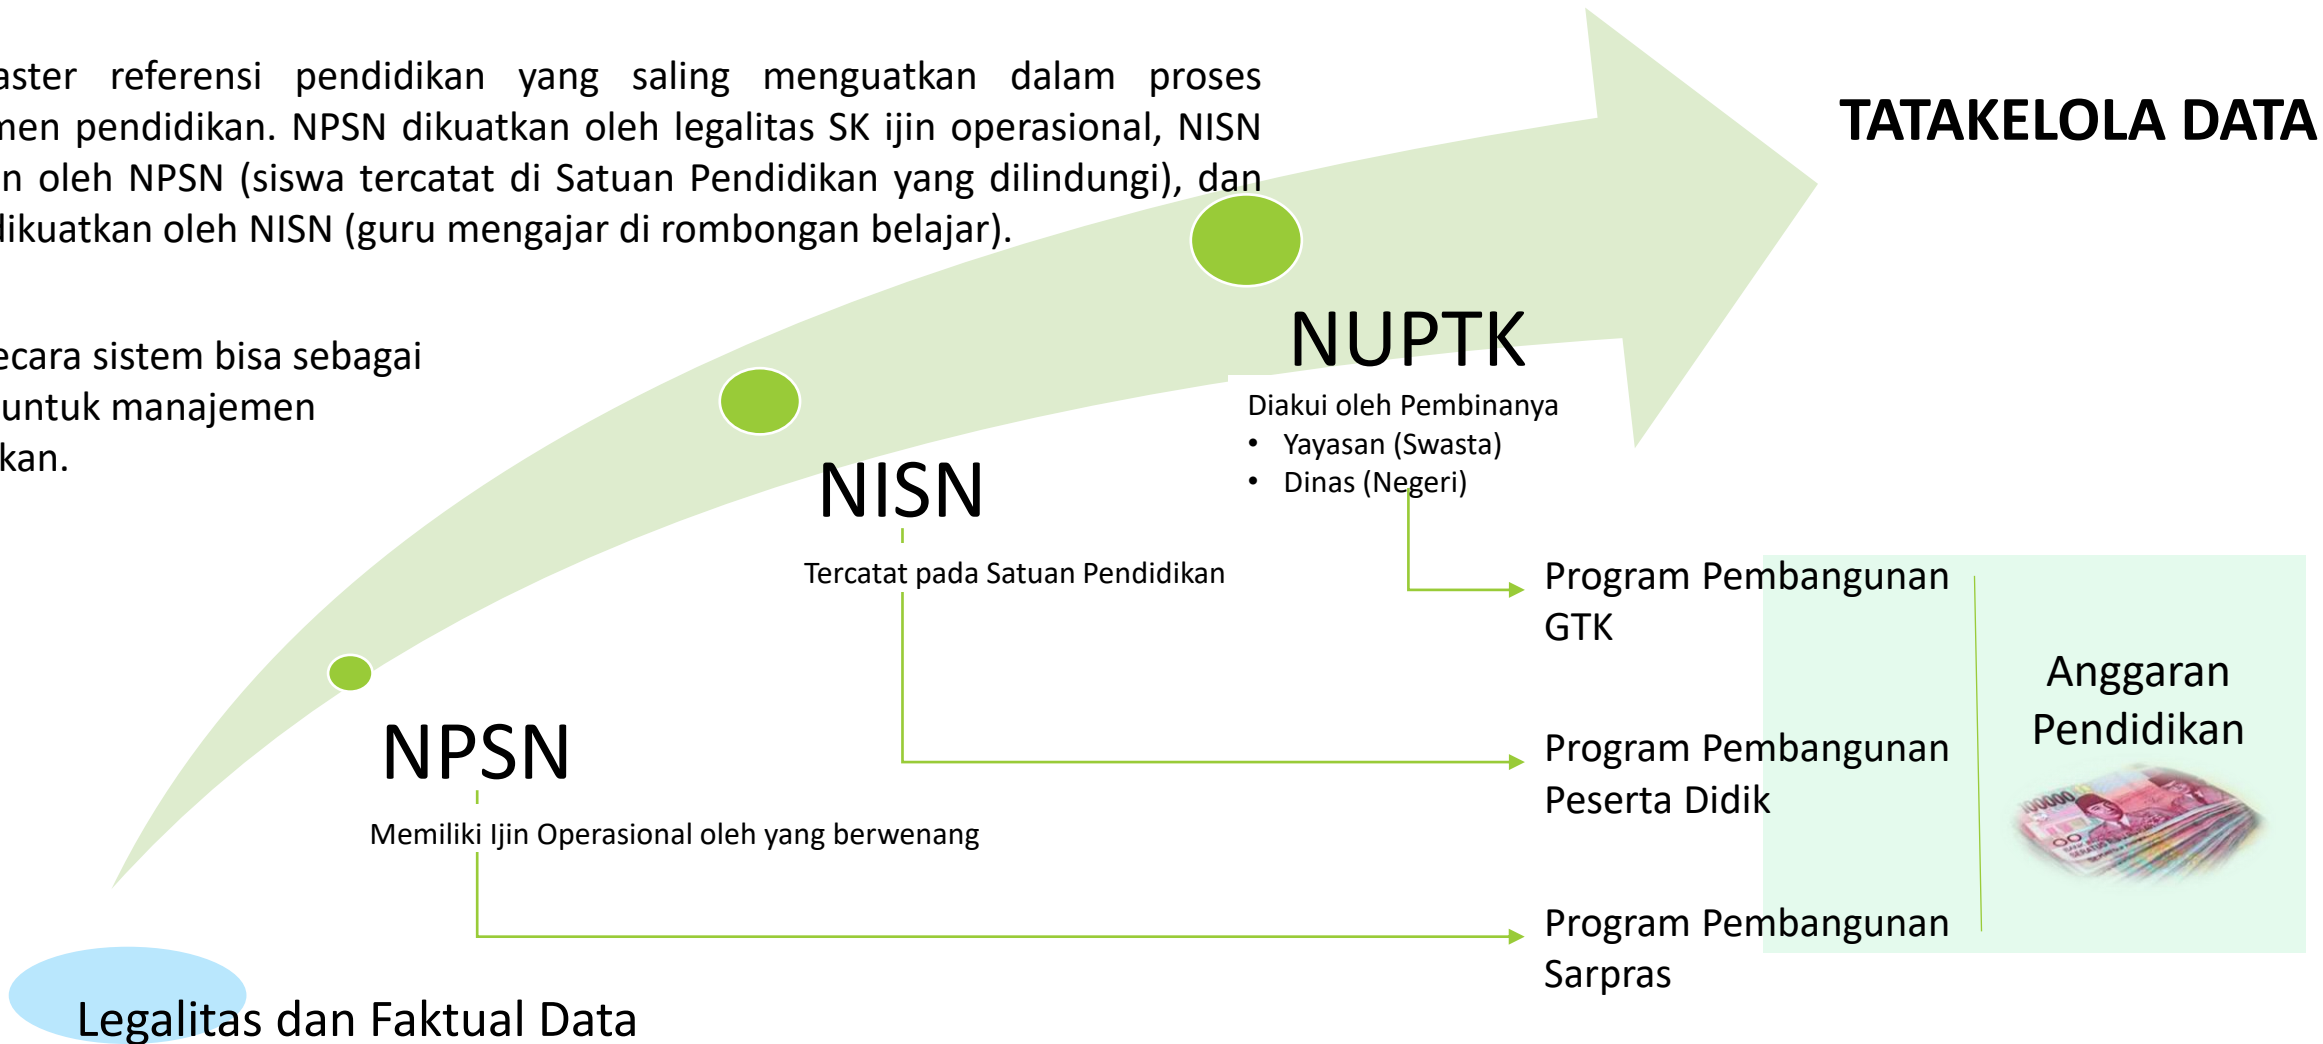 aster referensi pendidikan yang saling menguatkan dalam proses
men pendidikan. NPSN dikuatkan oleh legalitas SK ijin operasional, NISN
n oleh NPSN (siswa tercatat di Satuan Pendidikan yang dilindungi), dan
dikuatkan oleh NISN (guru mengajar di rombongan belajar).
TATAKELOLA DATA
ecara sistem bisa sebagai
untuk manajemen
kan.
NUPTK
Diakui oleh Pembinanya
• Yayasan (Swasta)
• Dinas (Negeri)
NISN
Tercatat pada Satuan Pendidikan
NPSN
Memiliki Ijin Operasional oleh yang berwenang
Program Pembangunan
GTK
Program Pembangunan
Peserta Didik
Program Pembangunan
Sarpras
Anggaran
Pendidikan
Legalitas dan Faktual Data